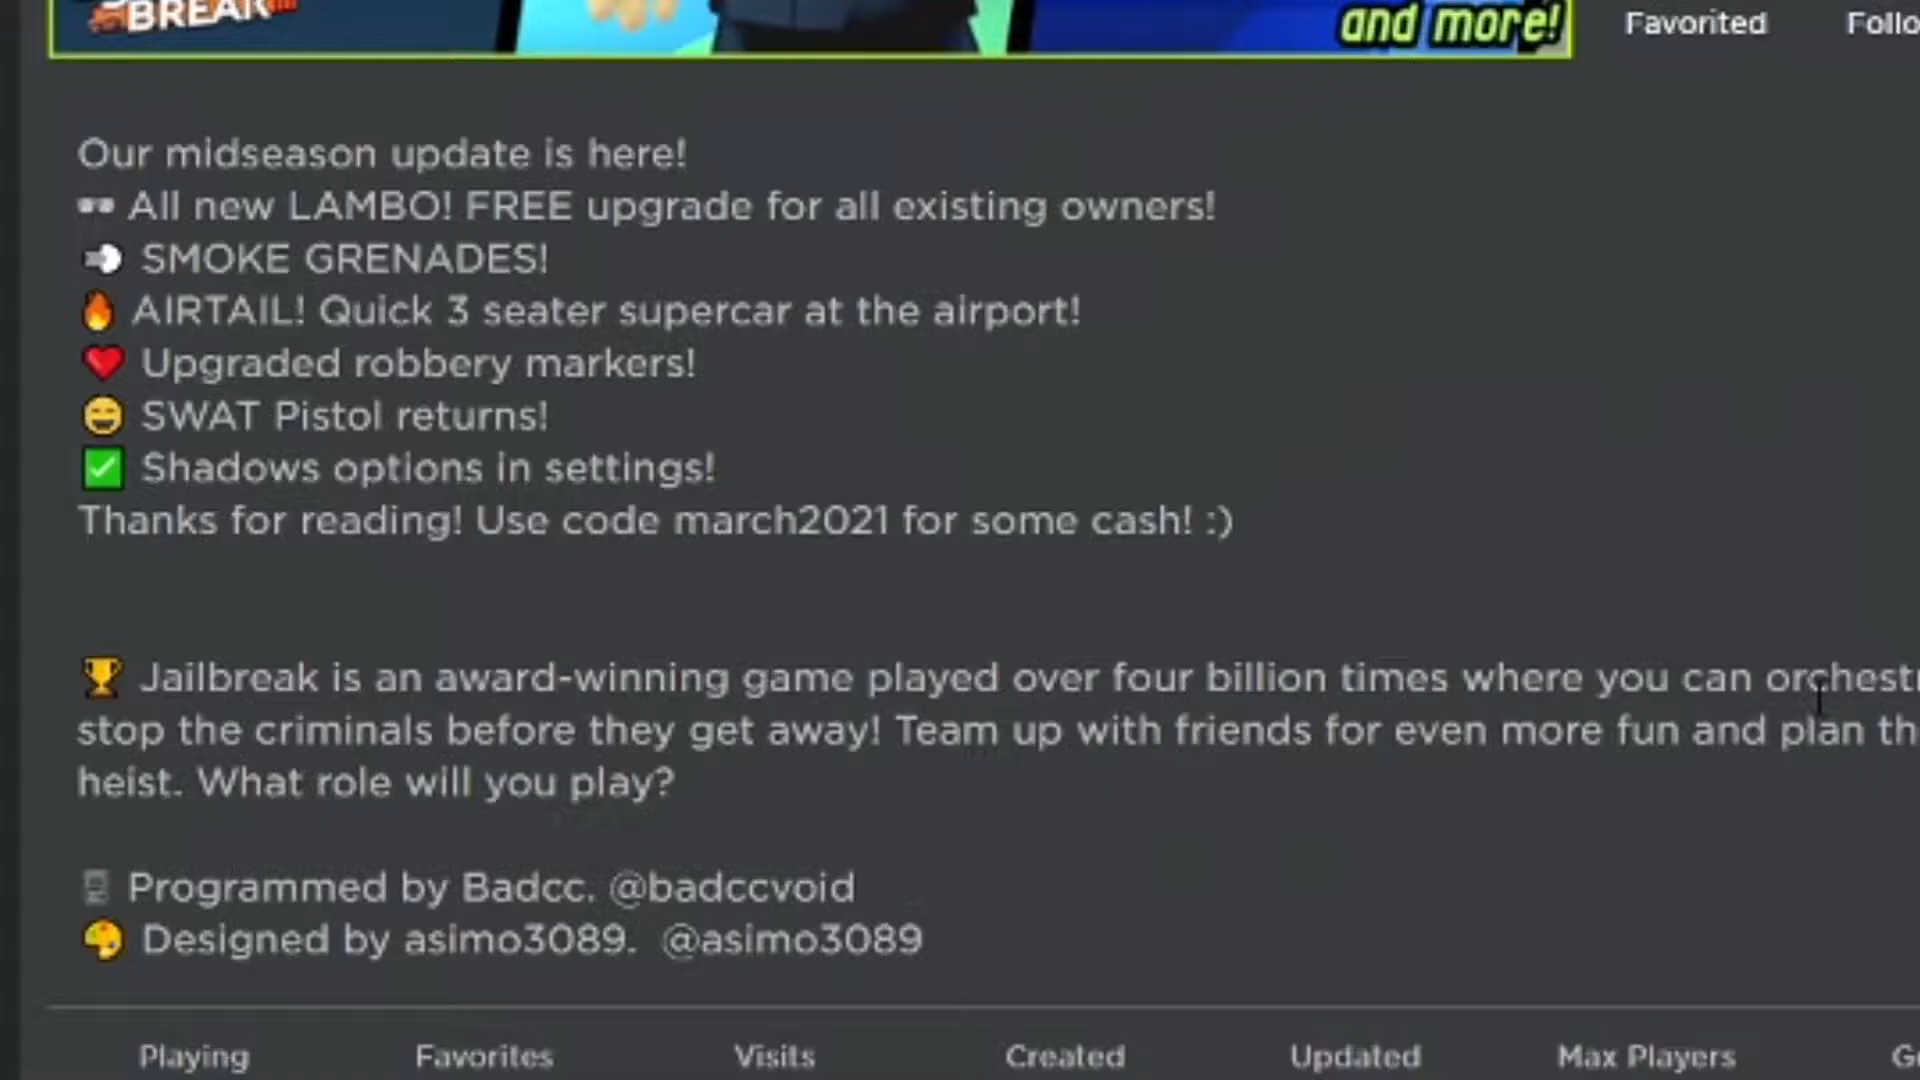 BREAK
and more!
Favorited
Our midseason update is here!
All new LAMBO! FREE upgrade for all existing owners!
SMOKE GRENADES!
AIRTAIL! Quick 3 seater supercar at the airport!
Upgraded robbery markers!
SWAT Pistol returns!
Shadows options in settings!
Thanks for reading! Use code march2021 for some cash! :)
Jailbreak is an award-winning game played over four billion times where you can
stop the criminals before they get away! Team up with friends for even more fun and plan
heist. What role will you play?
Programmed by Badcc. @badccvoid
Designed by asimo3089. @asimo3089
Playing Favorites Visits Created Updated Max Players